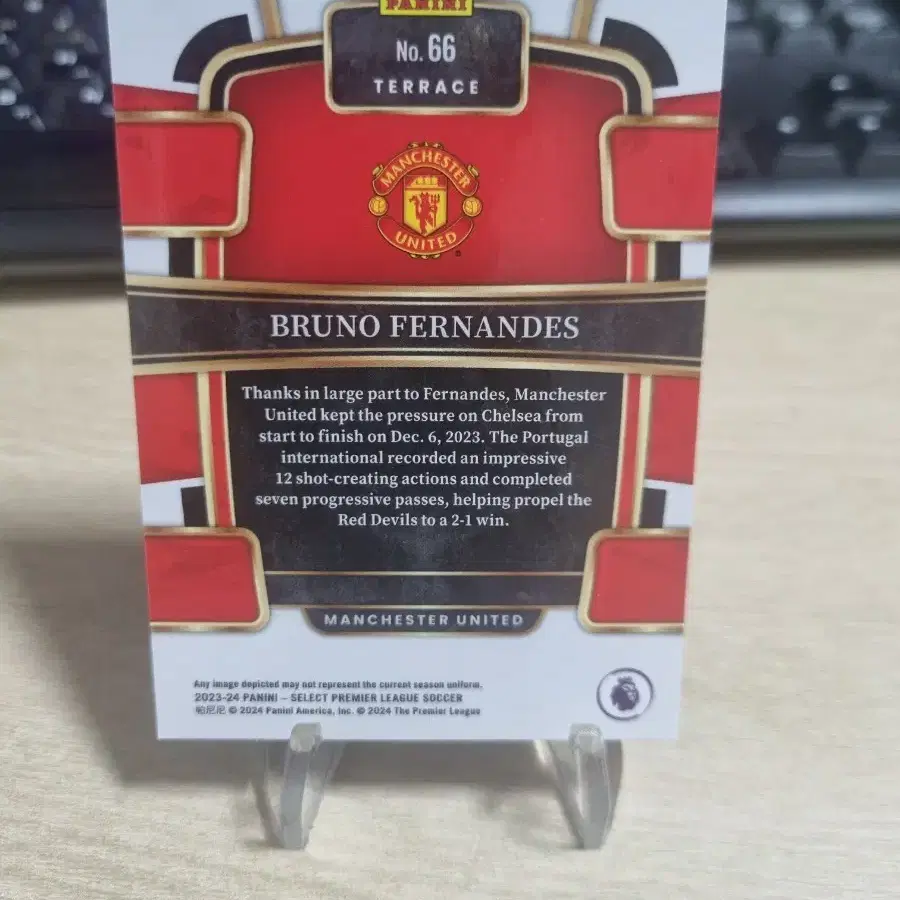 PANINI
No. 66
TERRACE
MANCHESTER
UNITED
BRUNO FERNANDES
Thanks in large part to Fernandes, Manchester
United kept the pressure on Chelsea from
start to finish on Dec. 6, 2023. The Portugal
international recorded an impressive
12 shot-creating actions and completed
seven progressive passes, helping propel the
Red Devils to a 2-1 win.
MANCHESTER UNITED
Any image depicted may not represent the current season uniform.
2023-24 PANINI – SELECT PREMIER LEAGUE SOCCER
帕尼尼 © 2024 Panini America, Inc. © 2024 The Premier League